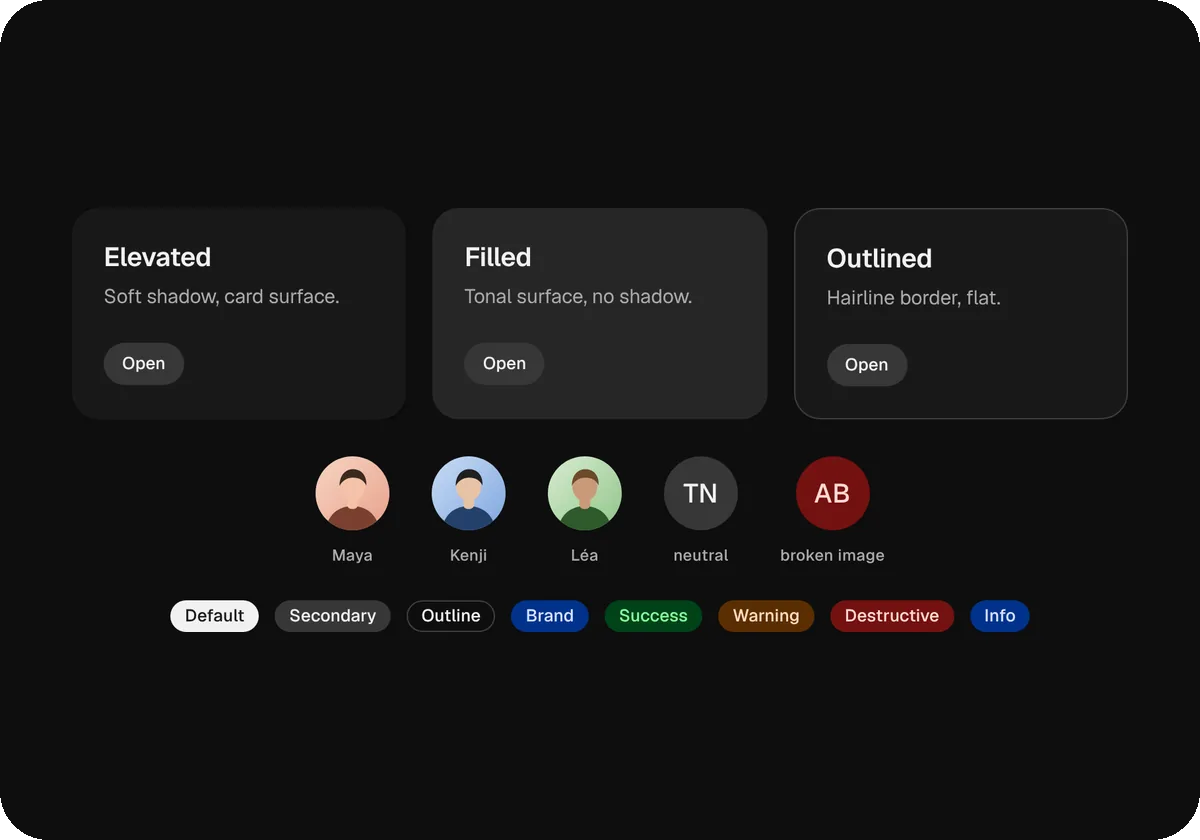 Elevated
Soft shadow, card surface.
Open
Filled
Tonal surface, no shadow.
Open
Outlined
Hairline border, flat.
Open
TN
AB
Maya
Kenji
Léa
neutral
broken image
Default
Secondary
Outline
Brand
Success
Warning
Destructive
Info